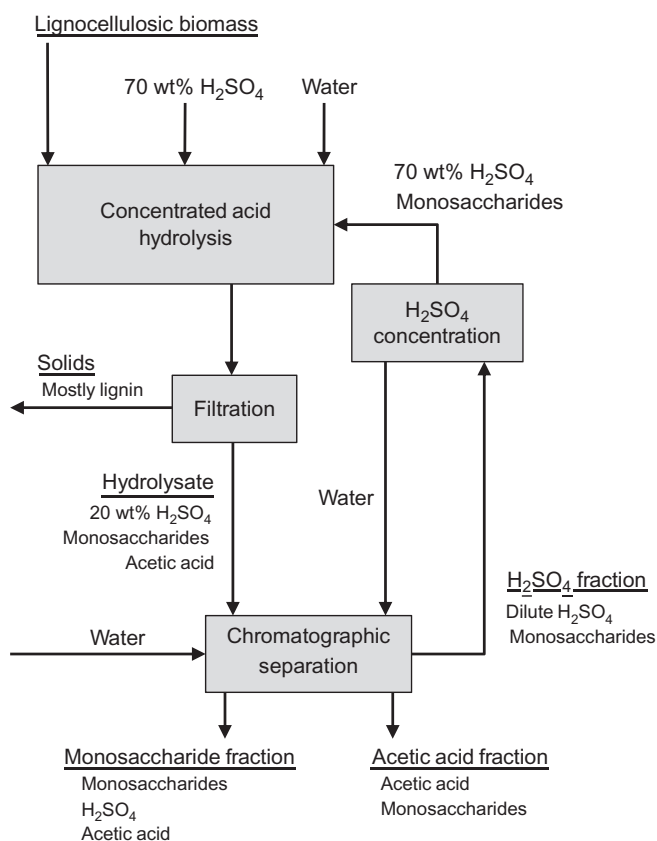 Lignocellulosic biomass
70 wt% H₂SO₄
Water
70 wt% H₂SO₄
Monosaccharides
Concentrated acid
hydrolysis
H₂SO₄
concentration
Solids
Mostly lignin
Filtration
Hydrolysate
20 wt% H₂SO₄
Monosaccharides
Acetic acid
Water
H₂SO₄ fraction
Dilute H₂SO₄
Monosaccharides
Water
Chromatographic
separation
Monosaccharide fraction
Monosaccharides
H₂SO₄
Acetic acid
Acetic acid fraction
Acetic acid
Monosaccharides